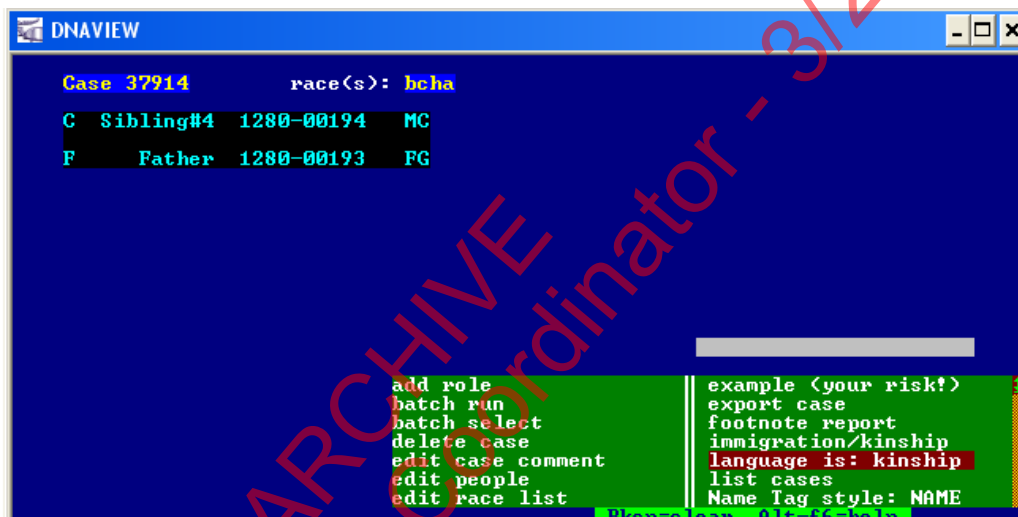 DNAVIEW
Case 37914 race(s): bcha
C Sibling#4 1280-00194 MC
F Father 1280-00193 FG
add role
batch run
batch select
delete case
edit case comment
edit people
edit race list
example (your risk!)
export case
footnote report
immigration/kinship
language is: kinship
list cases
Name Tag style: NAME
ARCHIVE
Coordinator - 3/2